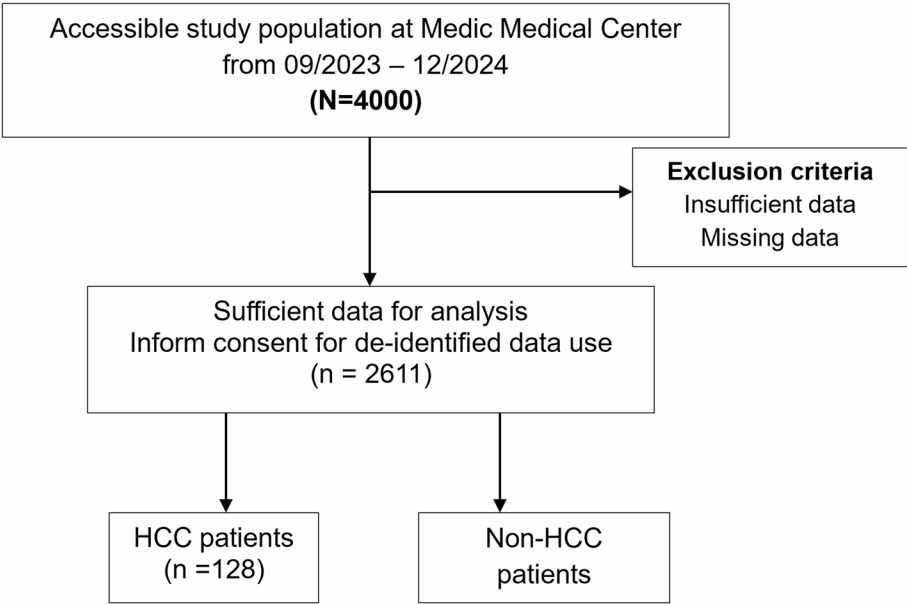 Accessible study population at Medic Medical Center
from 09/2023 – 12/2024
(N=4000)
Exclusion criteria
Insufficient data
Missing data
Sufficient data for analysis
Inform consent for de-identified data use
(n = 2611)
HCC patients
(n =128)
Non-HCC
patients